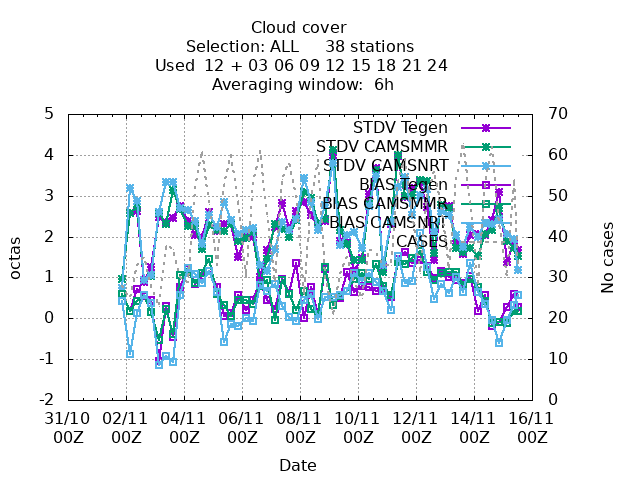 Cloud cover
Selection: ALL 38 stations
Used 12 + 03 06 09 12 15 18 21 24
Averaging window: 6h
5 70
STDV Tegen
STDV CAMSMMR
4 60
STDV CAMSNRT
BIAS Tegen
3 50
BIAS CAMSMMR
BIAS CAMSNRT
2 40
CASES
octas
No cases
1 30
0 20
-1 10
-2 0
31/10 02/11 04/11 06/11 08/11 10/11 12/11 14/11 16/11
00Z 00Z 00Z 00Z 00Z 00Z 00Z 00Z 00Z
Date